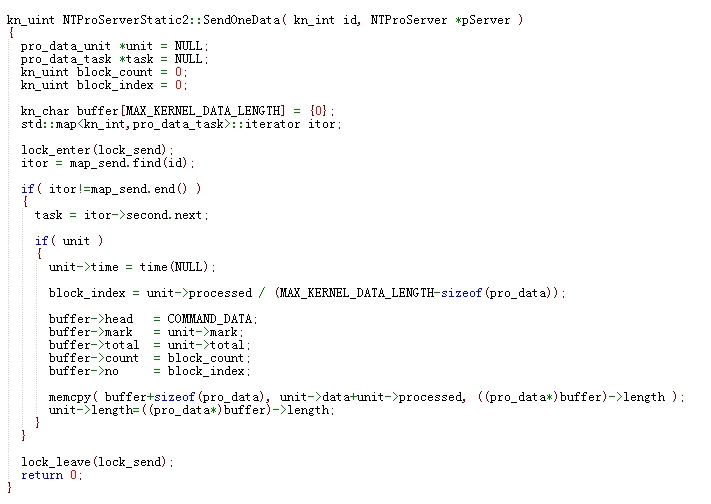 kn_uint NTProServerStatic2::SendOneData( kn_int id, NTProServer *pServer )
{
pro_data_unit *unit = NULL;
pro_data_task *task = NULL;
kn_uint block_count = 0;
kn_uint block_index = 0;
kn_char buffer[MAX_KERNEL_DATA_LENGTH] = {0};
std::map<kn_int,pro_data_task>::iterator itor;
lock_enter(lock_send);
itor = map_send.find(id);
if( itor!=map_send.end() )
{
task = itor->second.next;
if( unit )
{
unit->time = time(NULL);
block_index = unit->processed / (MAX_KERNEL_DATA_LENGTH-sizeof(pro_data));
buffer->head = COMMAND_DATA;
buffer->mark = unit->mark;
buffer->total = unit->total;
buffer->count = block_count;
buffer->no = block_index;
memcpy( buffer+sizeof(pro_data), unit->data+unit->processed, ((pro_data*)buffer)->length );
unit->length=((pro_data*)buffer)->length;
}
}
lock_leave(lock_send);
return 0;
}